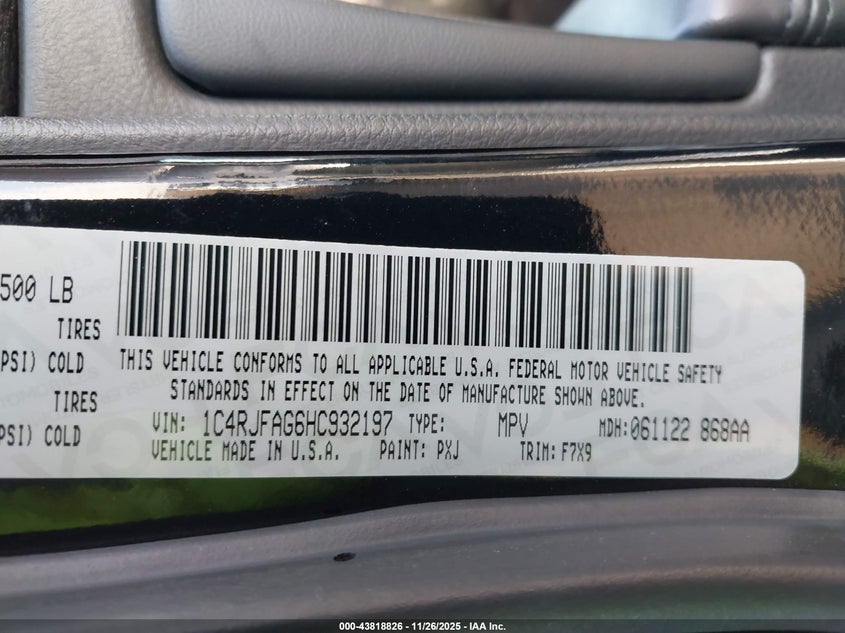 500 LB
TIRES
PSI) COLD
TIRES
PSI) COLD
THIS VEHICLE CONFORMS TO ALL APPLICABLE U.S.A. FEDERAL MOTOR VEHICLE SAFETY
STANDARDS IN EFFECT ON THE DATE OF MANUFACTURE SHOWN ABOVE.
VIN: 1C4RJFAG6HC932197 TYPE: MPV MDH:061122 868AA
VEHICLE MADE IN U.S.A. PAINT: PXJ TRIM: F7X9
000-43818826 - 11/26/2025 - IAA Inc.